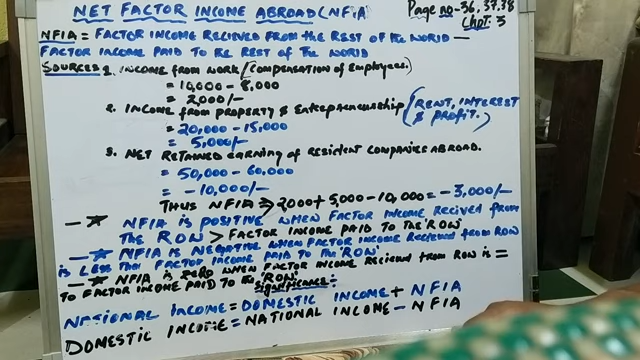 NET FACTOR INCOME ABROAD (NFIA
Page no - 36, 37, 38
Chpt. 3
NFIA = FACTOR INCOME RECIEVED FROM THE REST OF the WORLD —
FACTOR INCOME PAID TO the REST OF the WORLD
SOURCES 1. INCOME FROM WORK [COMPENSATION OF Employees.)
= 10,000 - 8,000
= 2,000/-
2. INCOME FROM PROPERTY & Entrepreneurship (RENT, INTEREST & PROFIT.)
= 20,000 - 15,000
= 5,000/-
3. NET RETAINED earning of RESIDENT COMPANIES ABROAD.
= 50,000 - 60,000
= -10,000/-
THUS NFIA ⇒ 2000 + 5,000 - 10,000 = - 3,000/-
— ★ NFIA IS POSITIVE WHEN FACTOR INCOME RECIVED FROM
THE ROW > FACTOR INCOME PAID TO THE 'ROW'
— ★ NFIA IS NEGATIVE WHEN FACTOR INCOME RECIEVED FROM ROW
IS LESS FACTOR INCOME PAID TO THE 'ROW'.
— ★ NFIA IS ZERO WHEN FACTOR INCOME RECIEVED FROM ROW IS =
TO FACTOR INCOME PAID TO the 'ROW'
Significance :-
NATIONAL INCOME = DOMESTIC INCOME + NFIA
DOMESTIC INCOME = NATIONAL INCOME - NFIA